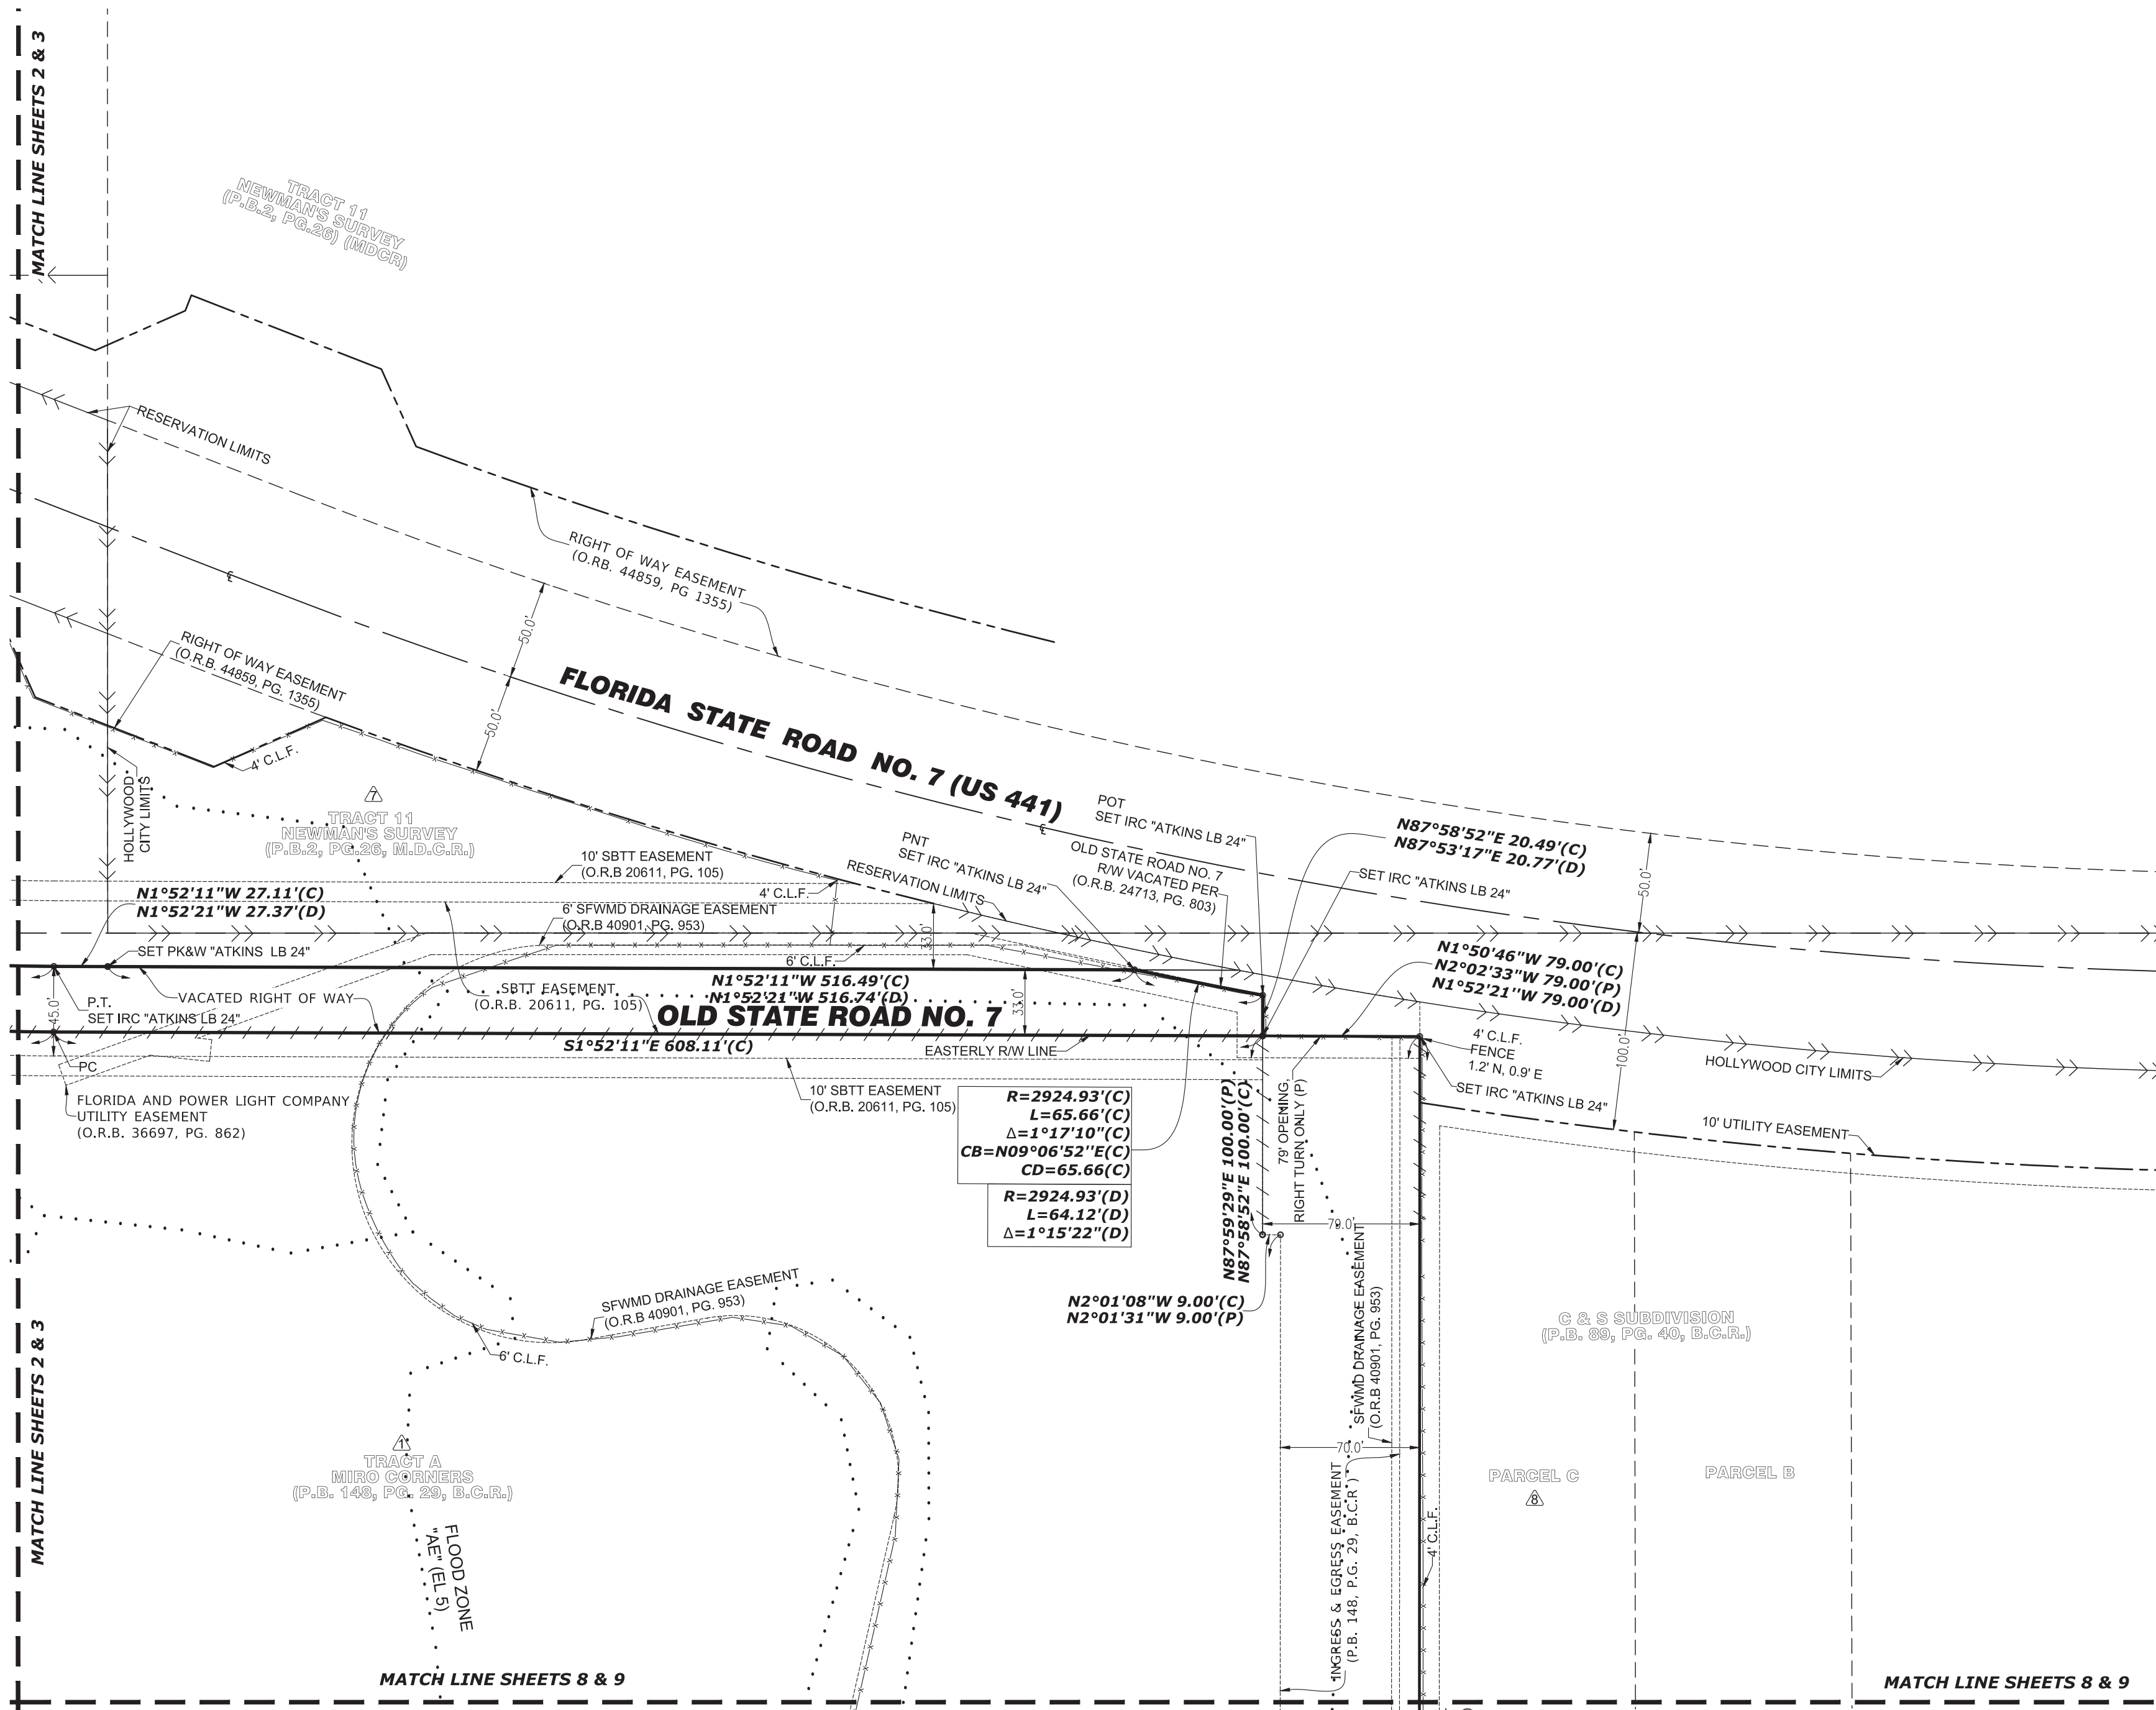 MATCH LINE SHEETS 2 & 3
TRACT 11
NEWMAN'S SURVEY
(P.B.2, PG.26) (MDCR)
RESERVATION LIMITS
RIGHT OF WAY EASEMENT
(O.RB. 44859, PG 1355)
℄
50.0'
50.0'
RIGHT OF WAY EASEMENT
(O.R.B. 44859, PG. 1355)
FLORIDA STATE ROAD NO. 7 (US 441)
℄
4' C.L.F.
HOLLYWOOD
CITY LIMITS
7
TRACT 11
NEWMAN'S SURVEY
(P.B.2, PG.26, M.D.C.R.)
POT
SET IRC "ATKINS LB 24"
PNT
SET IRC "ATKINS LB 24"
OLD STATE ROAD NO. 7
R/W VACATED PER
(O.R.B. 24713, PG. 803)
RESERVATION LIMITS
N87°58'52"E 20.49'(C)
N87°53'17"E 20.77'(D)
SET IRC "ATKINS LB 24"
50.0'
10' SBTT EASEMENT
(O.R.B 20611, PG. 105)
4' C.L.F.
N1°52'11"W 27.11'(C)
N1°52'21"W 27.37'(D)
6' SFWMD DRAINAGE EASEMENT
(O.R.B 40901, PG. 953)
33.0'
SET PK&W "ATKINS LB 24"
6' C.L.F.
N1°50'46"W 79.00'(C)
N2°02'33"W 79.00'(P)
N1°52'21"W 79.00'(D)
N1°52'11"W 516.49'(C)
N1°52'21"W 516.74'(D)
SBTT EASEMENT
(O.R.B. 20611, PG. 105)
VACATED RIGHT OF WAY
45.0'
P.T.
SET IRC "ATKINS LB 24"
33.0'
OLD STATE ROAD NO. 7
S1°52'11"E 608.11'(C)
EASTERLY R/W LINE
4' C.L.F.
FENCE
1.2' N, 0.9' E
100.0'
HOLLYWOOD CITY LIMITS
PC
SET IRC "ATKINS LB 24"
FLORIDA AND POWER LIGHT COMPANY
UTILITY EASEMENT
(O.R.B. 36697, PG. 862)
10' SBTT EASEMENT
(O.R.B. 20611, PG. 105)
10' UTILITY EASEMENT
R=2924.93'(C)
L=65.66'(C)
Δ=1°17'10"(C)
CB=N09°06'52"E(C)
CD=65.66(C)
R=2924.93'(D)
L=64.12'(D)
Δ=1°15'22"(D)
N87°59'29"E 100.00'(P)
N87°58'52"E 100.00'(C)
79' OPENING,
RIGHT TURN ONLY (P)
79.0'
N2°01'08"W 9.00'(C)
N2°01'31"W 9.00'(P)
SFWMD DRAINAGE EASEMENT
(O.R.B 40901, PG. 953)
SFWMD DRAINAGE EASEMENT
(O.R.B 40901, PG. 953)
6' C.L.F.
C & S SUBDIVISION
(P.B. 89, PG. 40, B.C.R.)
MATCH LINE SHEETS 2 & 3
1
TRACT A
MIRO CORNERS
(P.B. 148, PG. 29, B.C.R.)
FLOOD ZONE
"AE" (EL 5)
70.0'
INGRESS & EGRESS EASEMENT
(P.B. 148, P.G. 29, B.C.R )
4' C.L.F.
PARCEL C
8
PARCEL B
MATCH LINE SHEETS 8 & 9
MATCH LINE SHEETS 8 & 9